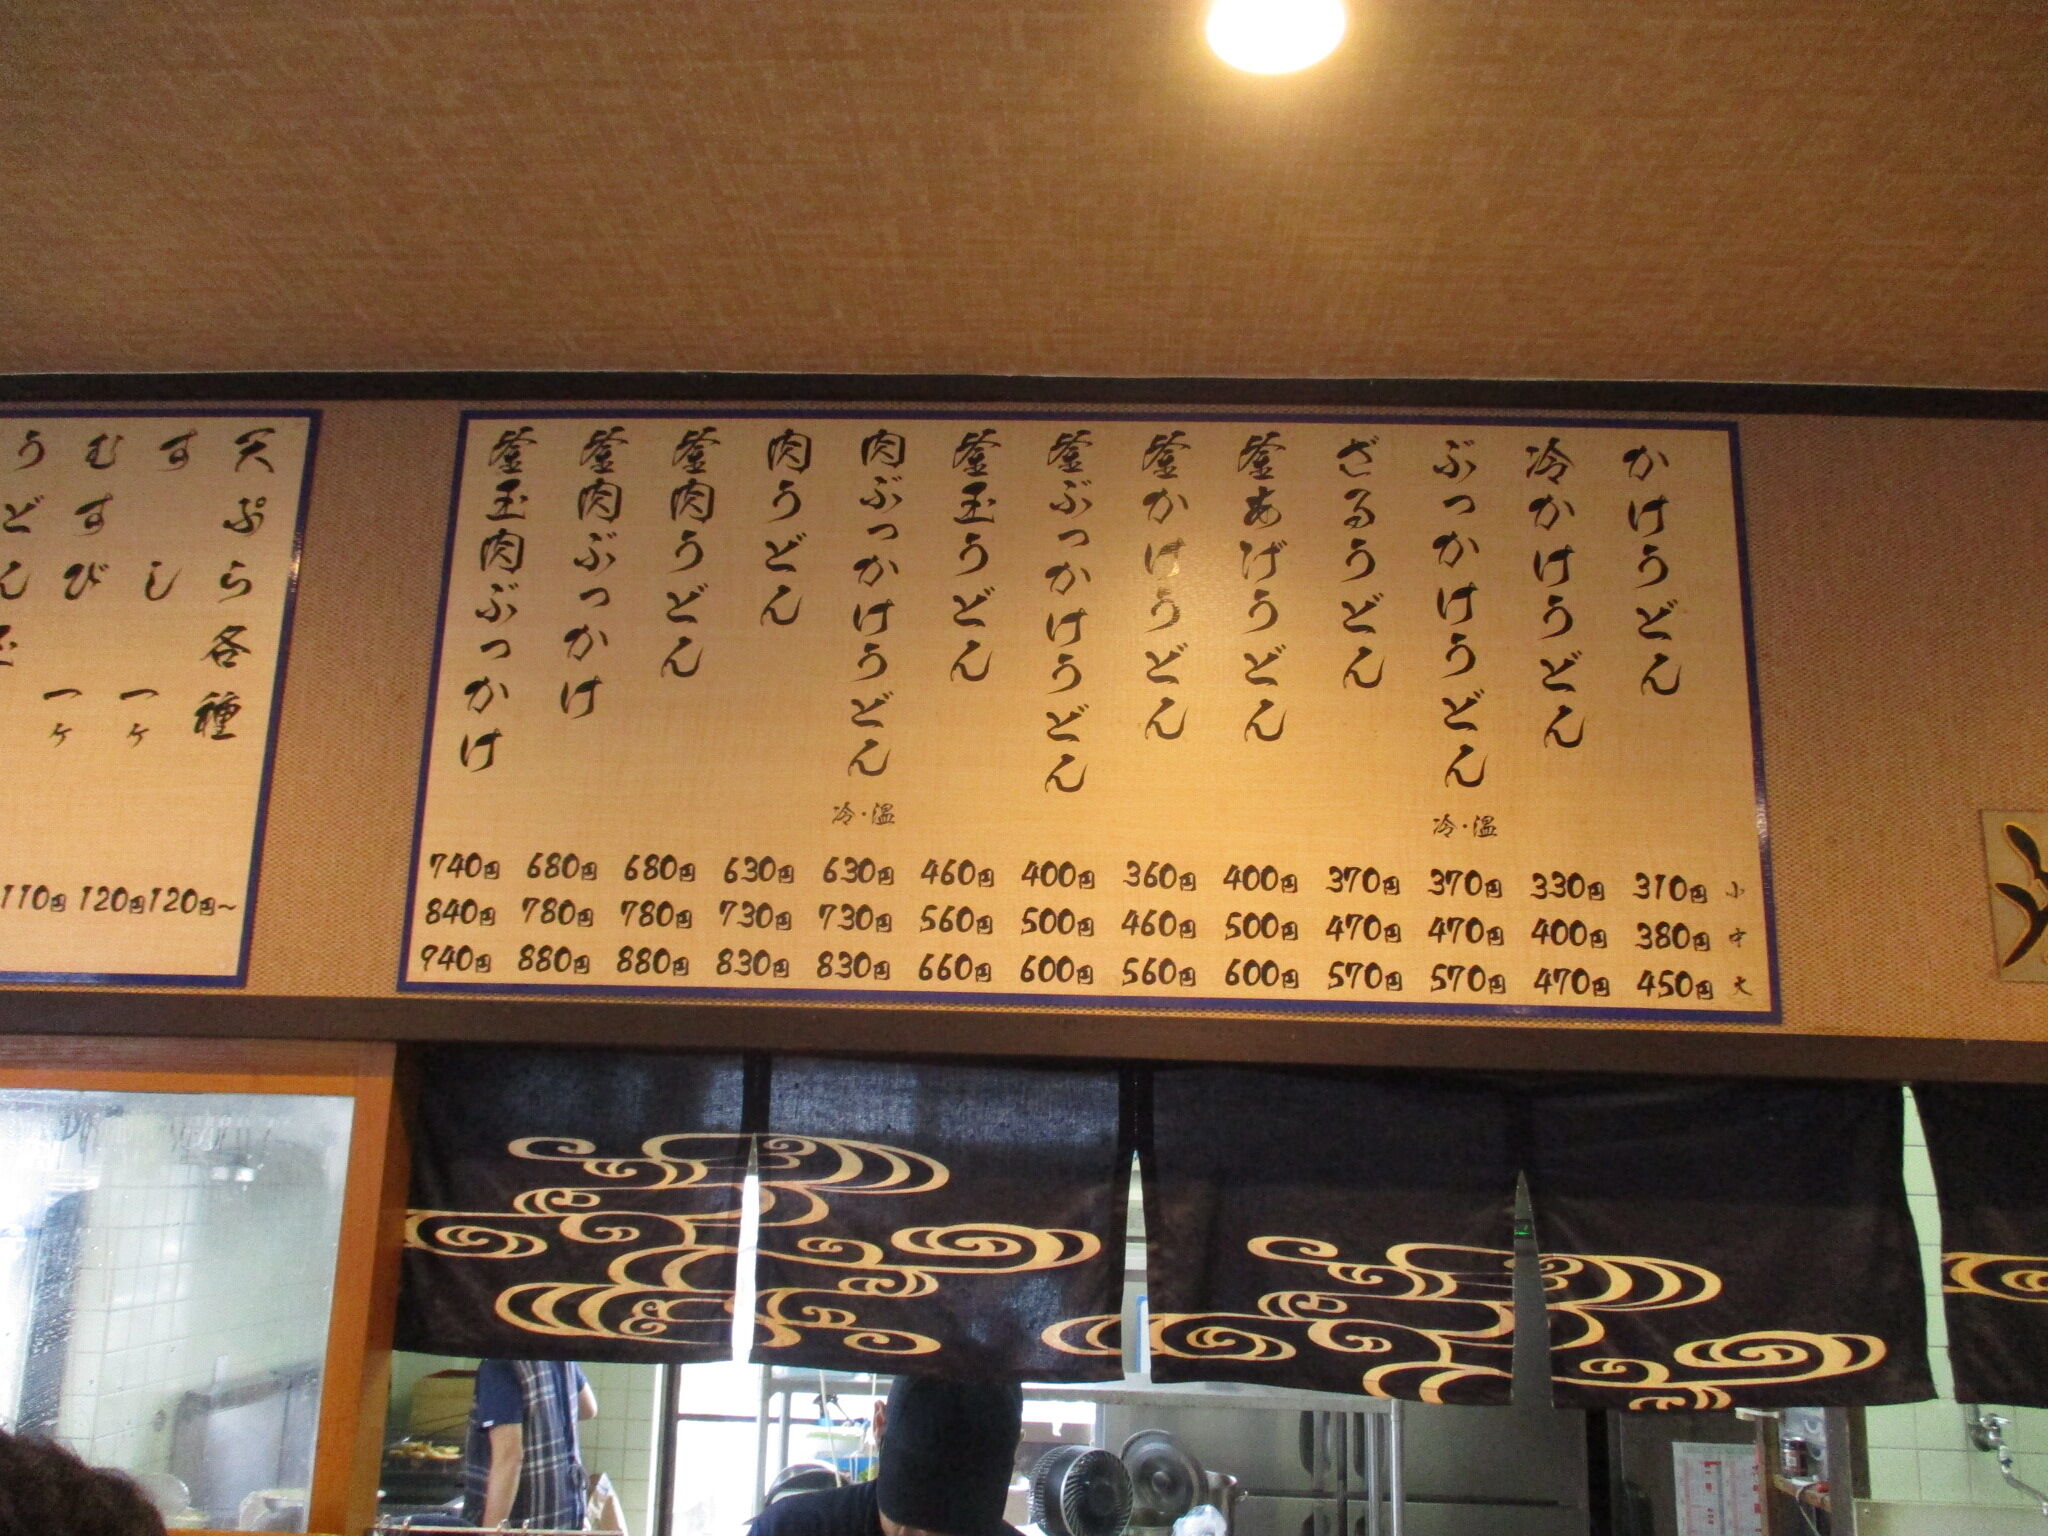 かけうどん
冷かけうどん
ぶっかけうどん
冷・温
ざるうどん
釜あげうどん
釜かけうどん
釜ぶっかけうどん
釜玉うどん
肉ぶっかけうどん
冷・温
肉うどん
釜肉うどん
釜肉ぶっかけ
釜玉肉ぶっかけ
740円 680円 680円 630円 630円 460円 400円 360円 400円 370円 370円 330円 310円 小
840円 780円 780円 730円 730円 560円 500円 460円 500円 470円 470円 400円 380円 中
940円 880円 880円 830円 830円 660円 600円 560円 600円 570円 570円 470円 450円 大
天ぷら各種
すし 一ヶ
むすび 一ヶ
うどん玉
110円 120円 120円~